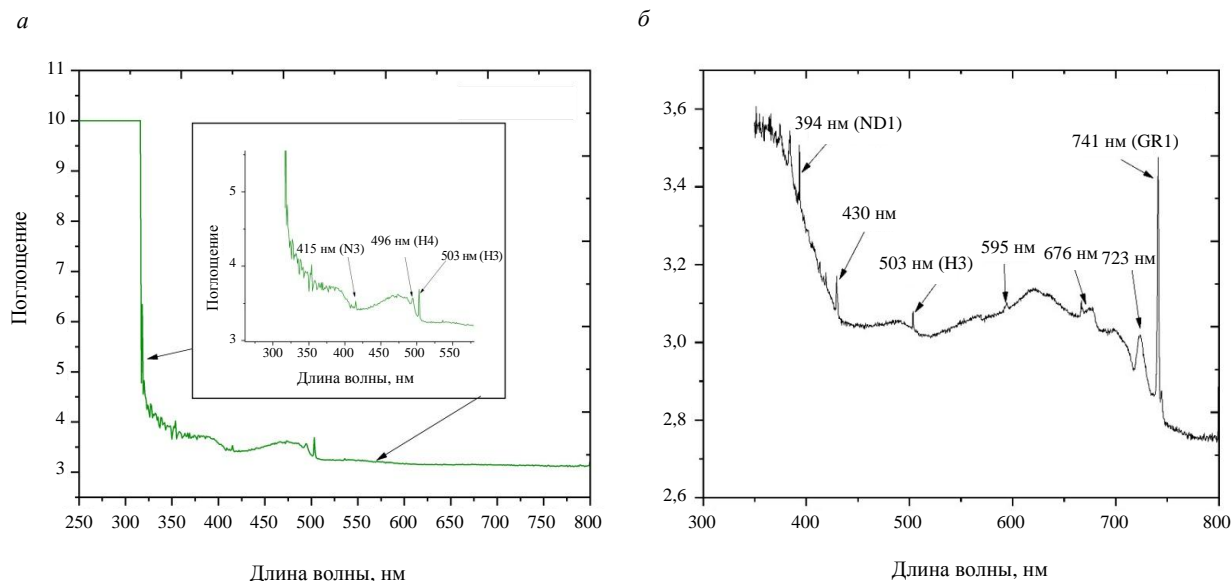 а
11
10
9
8
7
6
5
4
3
Поглощение
250 300 350 400 450 500 550 600 650 700 750 800
Длина волны, нм
5
4
3
Поглощение
415 нм (N3)
496 нм (H4)
503 нм (H3)
300 350 400 450 500 550
Длина волны, нм
б
3,6
3,4
3,2
3,0
2,8
2,6
394 нм (ND1)
430 нм
503 нм (H3)
595 нм
676 нм
723 нм
741 нм (GR1)
400 500 600 700 800
Длина волны, нм